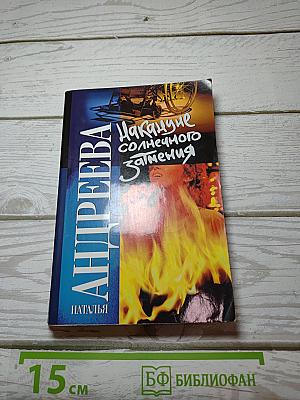 НАТАЛЬЯ
АНДРЕЕВА
Накануне
солнечного
затмения
15 см
БФ БИБЛИОФАН